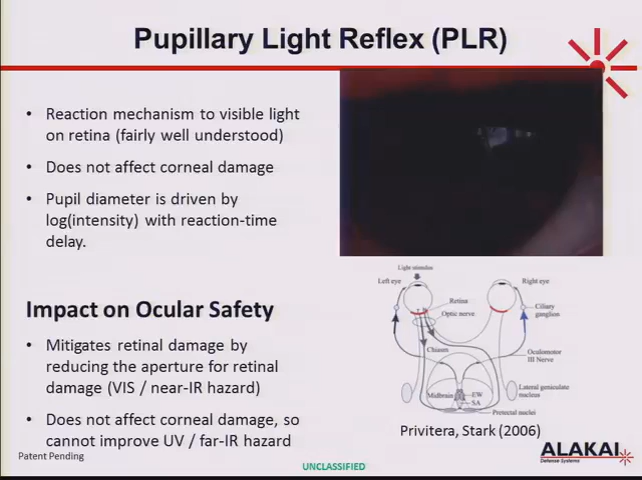 Pupillary Light Reflex (PLR)
• Reaction mechanism to visible light
on retina (fairly well understood)
• Does not affect corneal damage
• Pupil diameter is driven by
log(intensity) with reaction-time
delay.
Impact on Ocular Safety
• Mitigates retinal damage by
reducing the aperture for retinal
damage (VIS / near-IR hazard)
• Does not affect corneal damage, so
cannot improve UV / far-IR hazard
Light stimulus
Left eye
Right eye
Retina
Optic nerve
Ciliary
ganglion
Chiasm
Oculomotor
III Nerve
Midbrain
EW
SA
Lateral geniculate
nucleus
Pretectal nuclei
Privitera, Stark (2006)
Patent Pending
UNCLASSIFIED
ALAKAI
Defense Systems